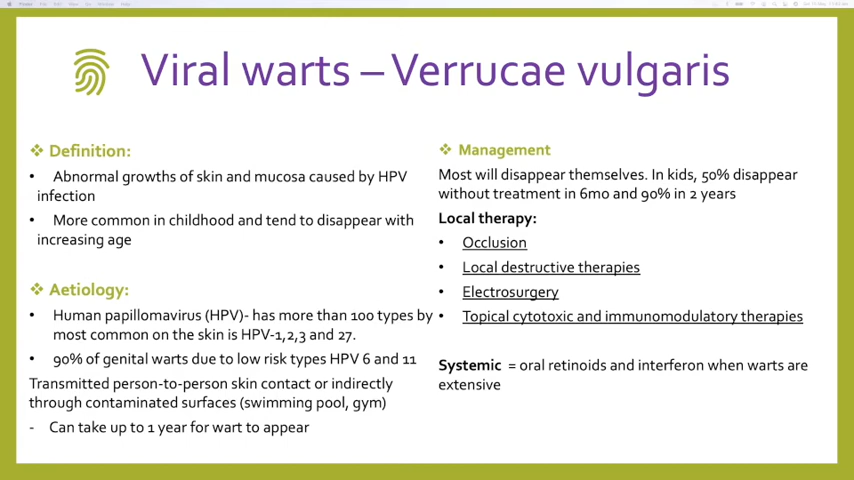 Viral warts – Verrucae vulgaris
❖ Definition:
• Abnormal growths of skin and mucosa caused by HPV
infection
• More common in childhood and tend to disappear with
increasing age
❖ Aetiology:
• Human papillomavirus (HPV)- has more than 100 types by
most common on the skin is HPV-1,2,3 and 27.
• 90% of genital warts due to low risk types HPV 6 and 11
Transmitted person-to-person skin contact or indirectly
through contaminated surfaces (swimming pool, gym)
- Can take up to 1 year for wart to appear
❖ Management
Most will disappear themselves. In kids, 50% disappear
without treatment in 6mo and 90% in 2 years
Local therapy:
• Occlusion
• Local destructive therapies
• Electrosurgery
• Topical cytotoxic and immunomodulatory therapies
Systemic = oral retinoids and interferon when warts are
extensive